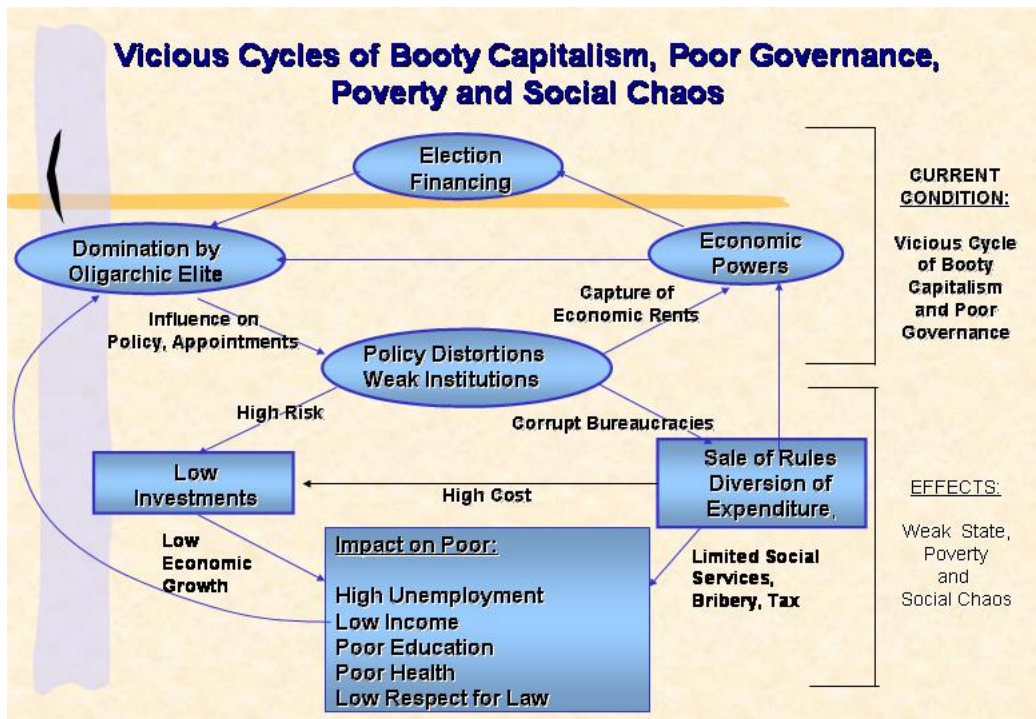 Vicious Cycles of Booty Capitalism, Poor Governance,
Poverty and Social Chaos
Election
Financing
Domination by
Oligarchic Elite
Economic
Powers
Influence on
Policy, Appointments
Capture of
Economic Rents
Policy Distortions
Weak Institutions
High Risk
Corrupt Bureaucracies
Low
Investments
High Cost
Sale of Rules
Diversion of
Expenditure,
Low
Economic
Growth
Impact on Poor:
High Unemployment
Low Income
Poor Education
Poor Health
Low Respect for Law
Limited Social
Services,
Bribery, Tax
CURRENT
CONDITION:
Vicious Cycle
of Booty
Capitalism
and Poor
Governance
EFFECTS:
Weak State,
Poverty
and
Social Chaos